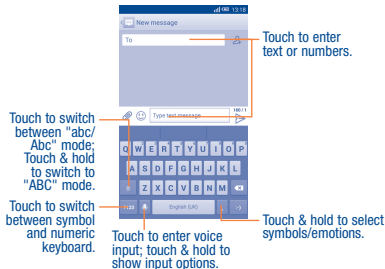 13:18
New message
To
Touch to enter
text or numbers.
160 / 1
Type text message
Touch to switch
between "abc/
Abc" mode;
Touch & hold
to switch to
"ABC" mode.
Q W E R T Y U I O P
A S D F G H J K L
Z X C V B N M
English (UK)
Touch to switch
between symbol
and numeric
keyboard.
Touch to enter voice
input; touch & hold to
show input options.
Touch & hold to select
symbols/emotions.